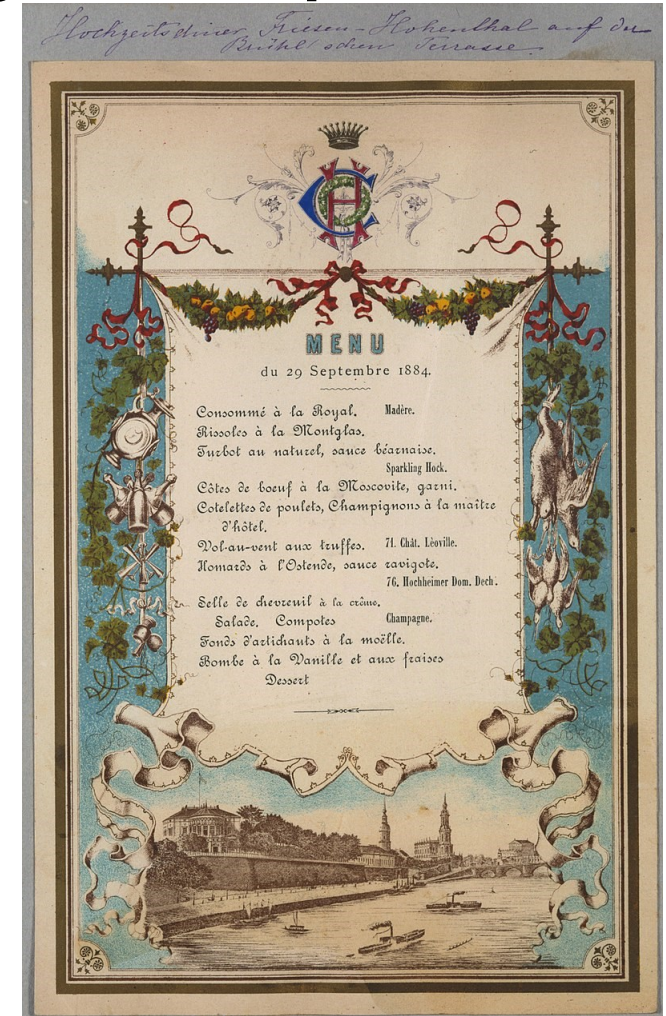 Hochzeitsdiner Friesen-Hohenthal auf der
Brühl'schen Terrasse.
MENU
du 29 Septembre 1884.
Consommé à la Royal. Madère.
Rissoles à la Montglas.
Turbot au naturel, sauce béarnaise.
Sparkling Hock.
Côtes de boeuf à la Moscovite, garni.
Cotelettes de poulets, Champignons à la maître
d'hôtel.
Vol-au-vent aux truffes. 71. Chât. Lèoville.
Homards à l'Ostende, sauce ravigote.
76. Hochheimer Dom. Dech.
Selle de chevreuil à la crême.
Salade. Compotes Champagne.
Fonds d'artichauts à la moëlle.
Bombe à la Vanille et aux fraises
Dessert